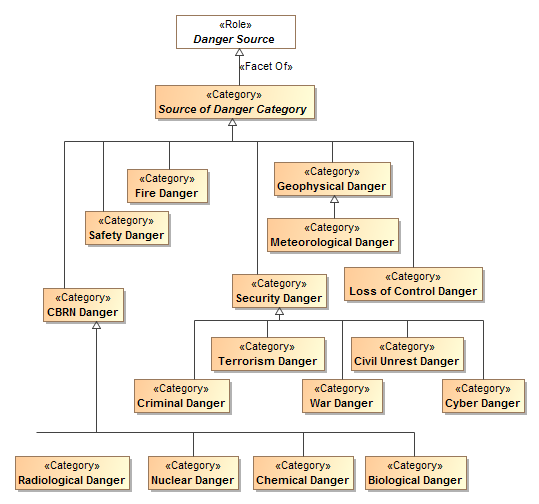 «Role»
Danger Source
«Facet Of»
«Category»
Source of Danger Category
«Category»
Fire Danger
«Category»
Geophysical Danger
«Category»
Safety Danger
«Category»
Meteorological Danger
«Category»
Loss of Control Danger
«Category»
CBRN Danger
«Category»
Security Danger
«Category»
Terrorism Danger
«Category»
Civil Unrest Danger
«Category»
Criminal Danger
«Category»
War Danger
«Category»
Cyber Danger
«Category»
Radiological Danger
«Category»
Nuclear Danger
«Category»
Chemical Danger
«Category»
Biological Danger